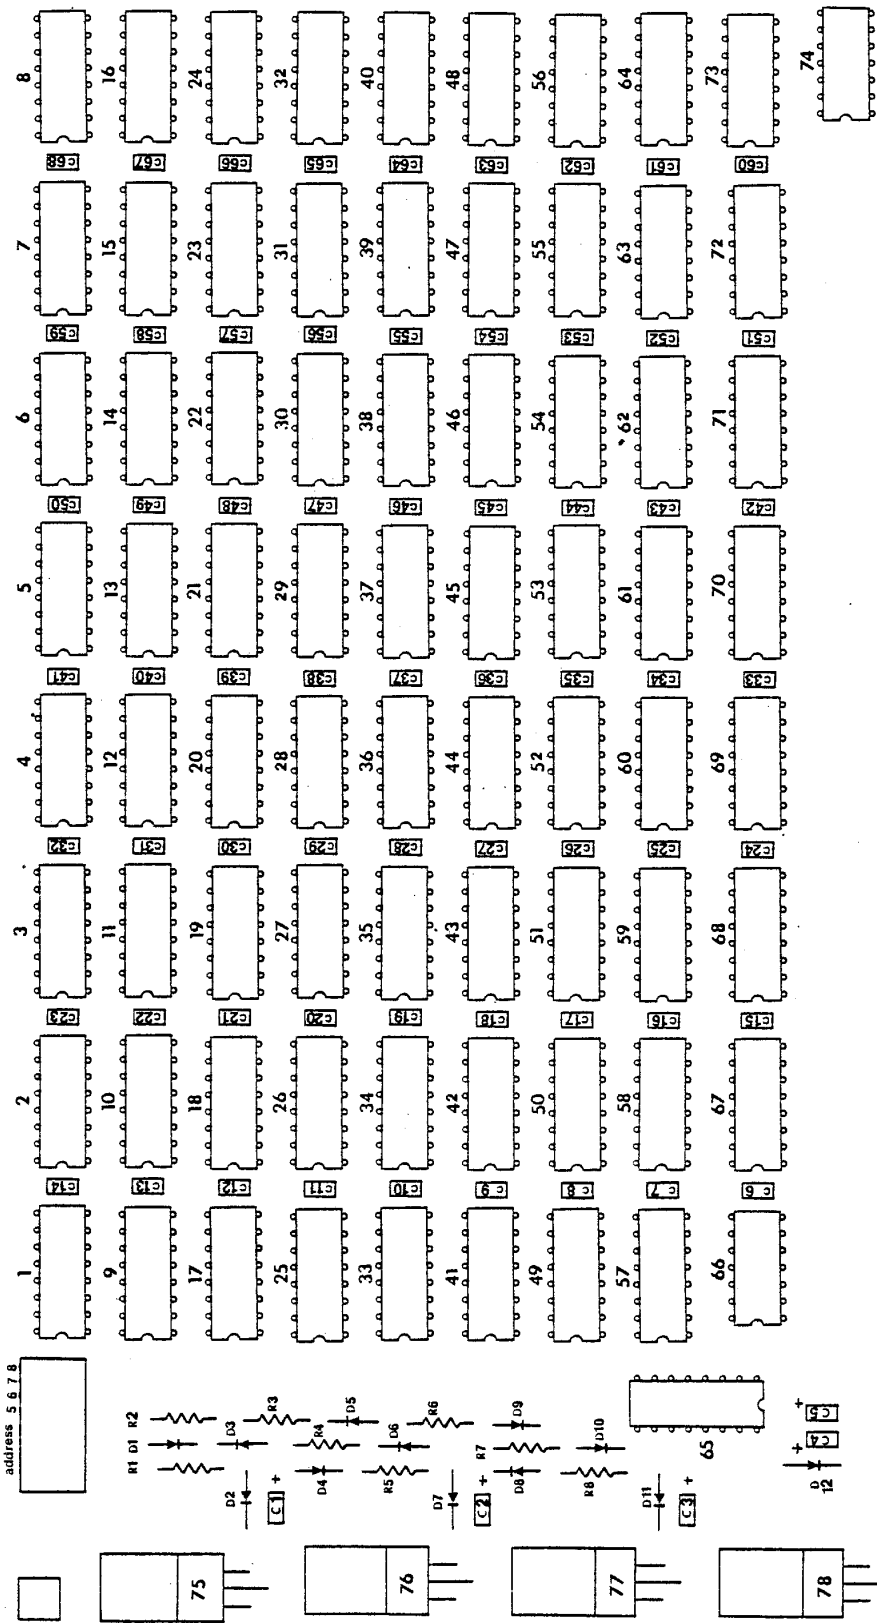 address 5 6 7 8
1 2 3 4 5 6 7 8
C14 C23 C32 C41 C50 C59 C68
R1 D1 R2
9 10 11 12 13 14 15 16
C13 C22 C31 C40 C49 C58 C67
75 D2 D3
17 18 19 20 21 22 23 24
C12 C21 C30 C39 C48 C57 C66
C1 + R3
25 26 27 28 29 30 31 32
C11 C20 C29 C38 C47 C56 C65
D4 R4 D5
33 34 35 36 37 38 39 40
C10 C19 C28 C37 C46 C55 C64
76 R5 D6 R6
D7
41 42 43 44 45 46 47 48
C9 C18 C27 C36 C45 C54 C63
C2 + R7
D8 D9
49 50 51 52 53 54 55 56
C8 C17 C26 C35 C44 C53 C62
R8 D10
77
57 58 59 60 61 62 63 64
C7 C16 C25 C34 C43 C52 C61
D11
C3 + 65
66 67 68 69 70 71 72 73
C6 C15 C24 C33 C42 C51 C60
+ +
74
78 D12 C4 C5